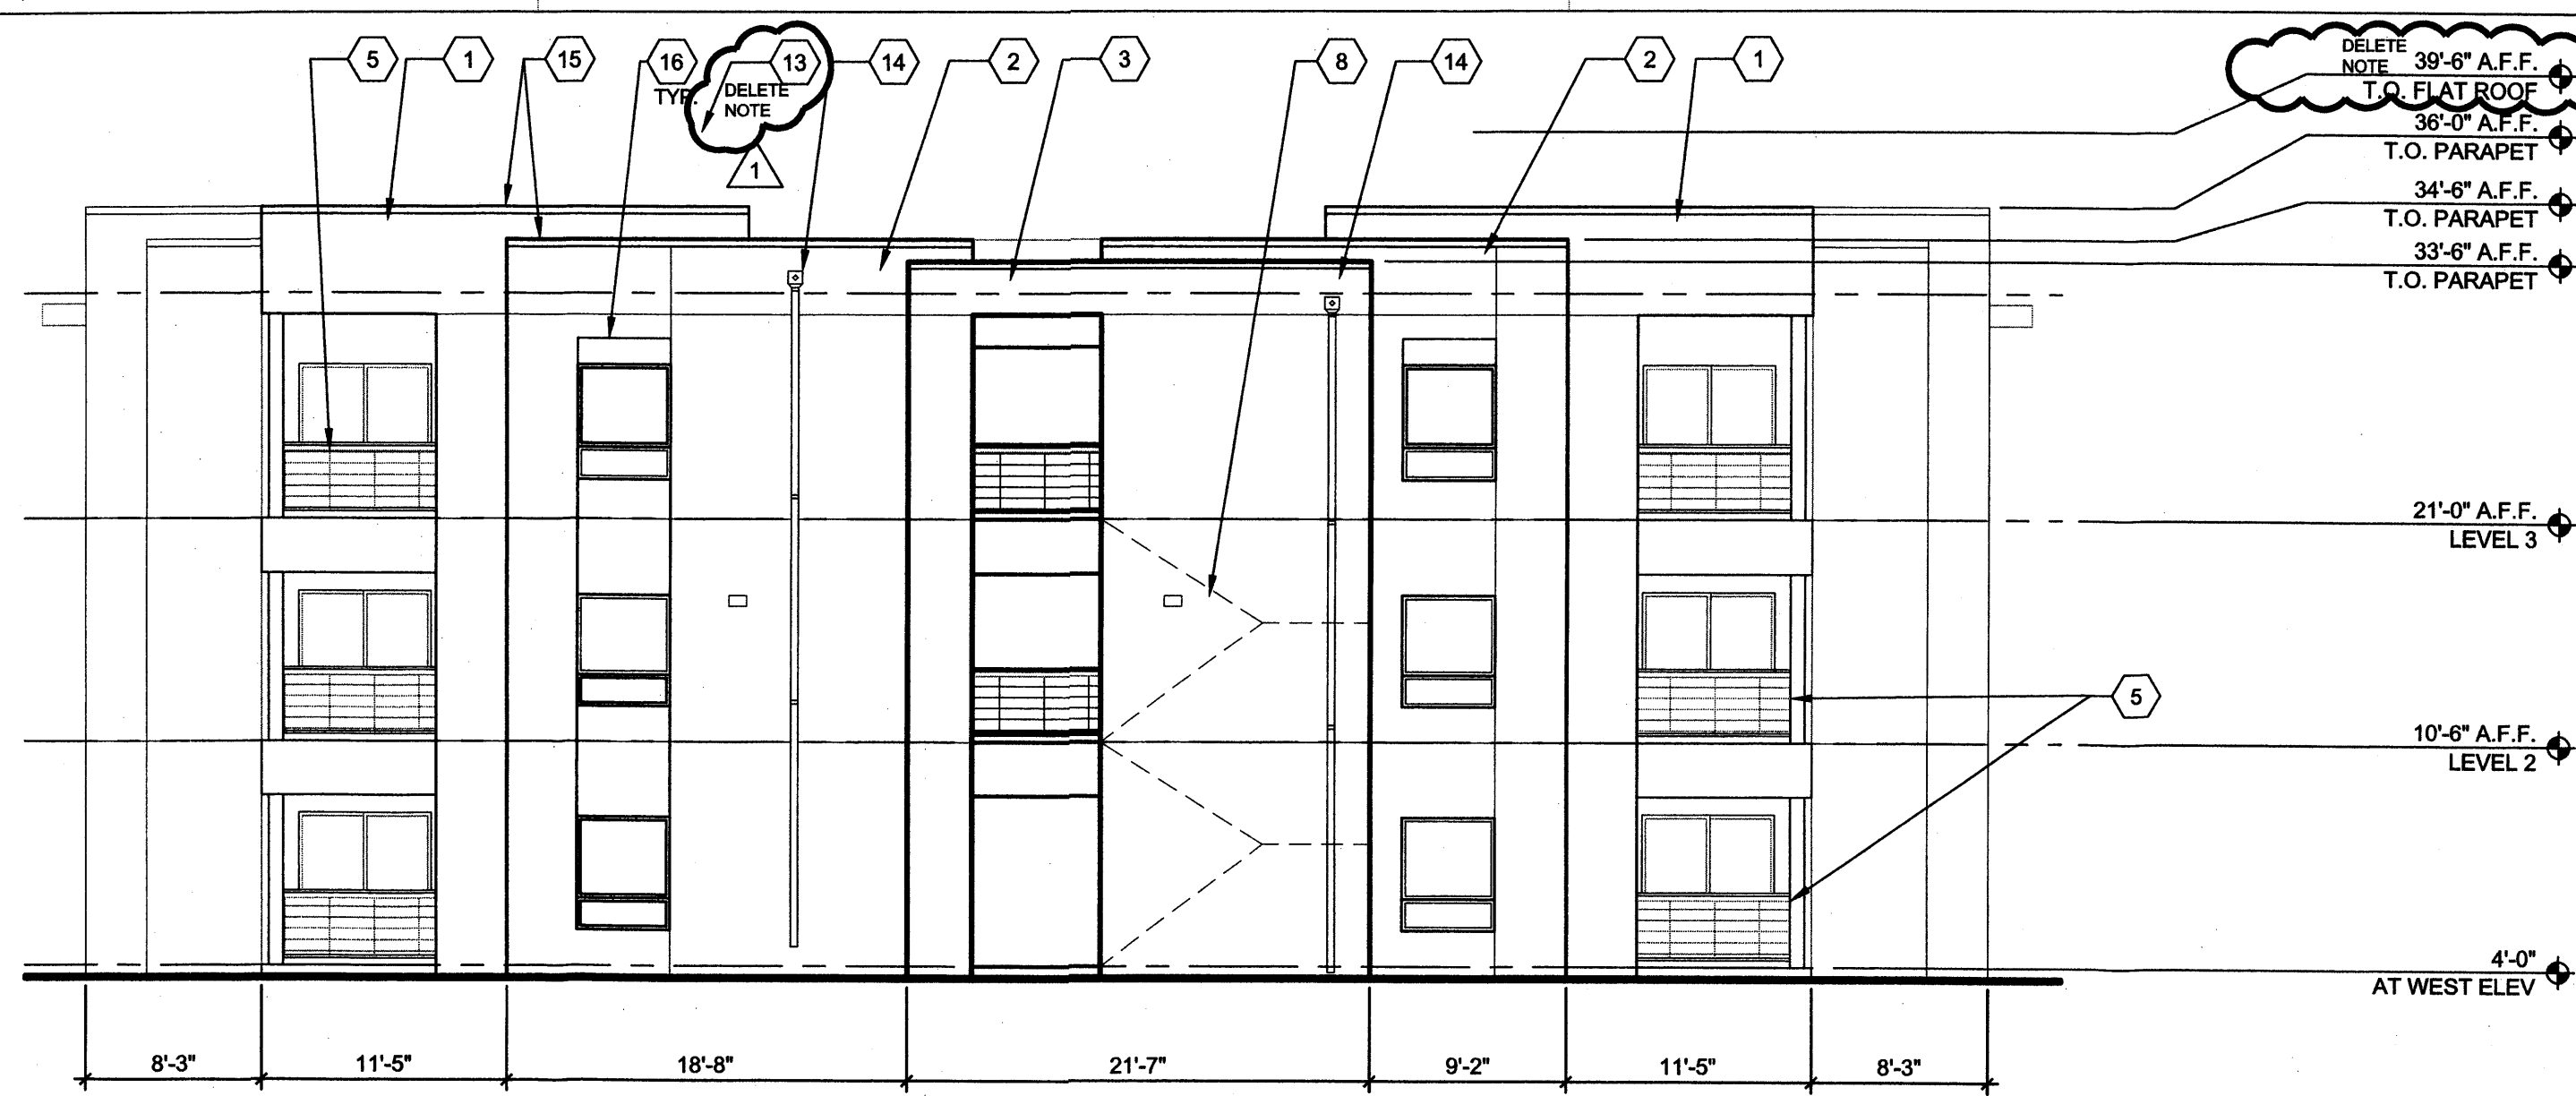 5
1
15
16
13
14
2
3
8
14
2
1
TYP.
DELETE
NOTE
1
DELETE
NOTE
39'-6" A.F.F.
T.O. FLAT ROOF
36'-0" A.F.F.
T.O. PARAPET
34'-6" A.F.F.
T.O. PARAPET
33'-6" A.F.F.
T.O. PARAPET
21'-0" A.F.F.
LEVEL 3
5
10'-6" A.F.F.
LEVEL 2
4'-0"
AT WEST ELEV
8'-3"
11'-5"
18'-8"
21'-7"
9'-2"
11'-5"
8'-3"